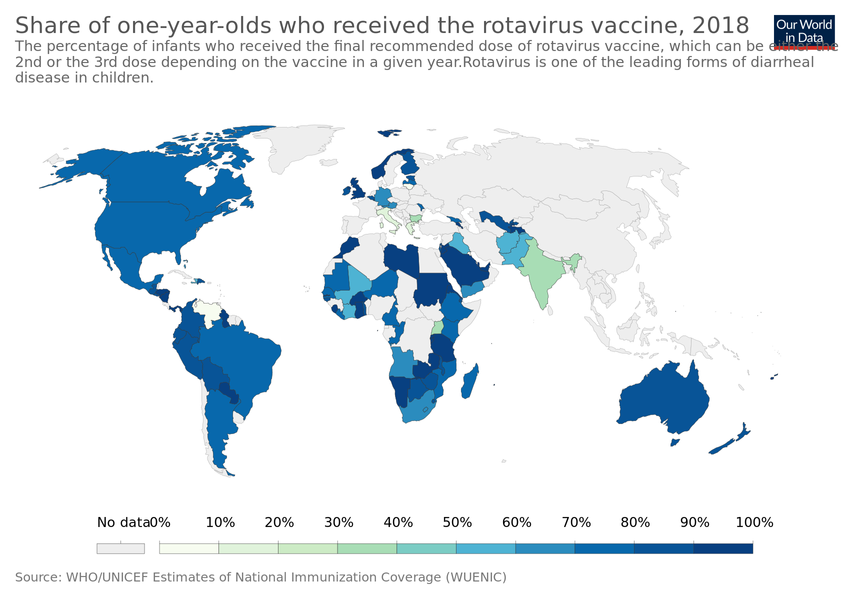 Share of one-year-olds who received the rotavirus vaccine, 2018
Our World
in Data
The percentage of infants who received the final recommended dose of rotavirus vaccine, which can be either the
2nd or the 3rd dose depending on the vaccine in a given year.Rotavirus is one of the leading forms of diarrheal
disease in children.
No data 0% 10% 20% 30% 40% 50% 60% 70% 80% 90% 100%
Source: WHO/UNICEF Estimates of National Immunization Coverage (WUENIC)